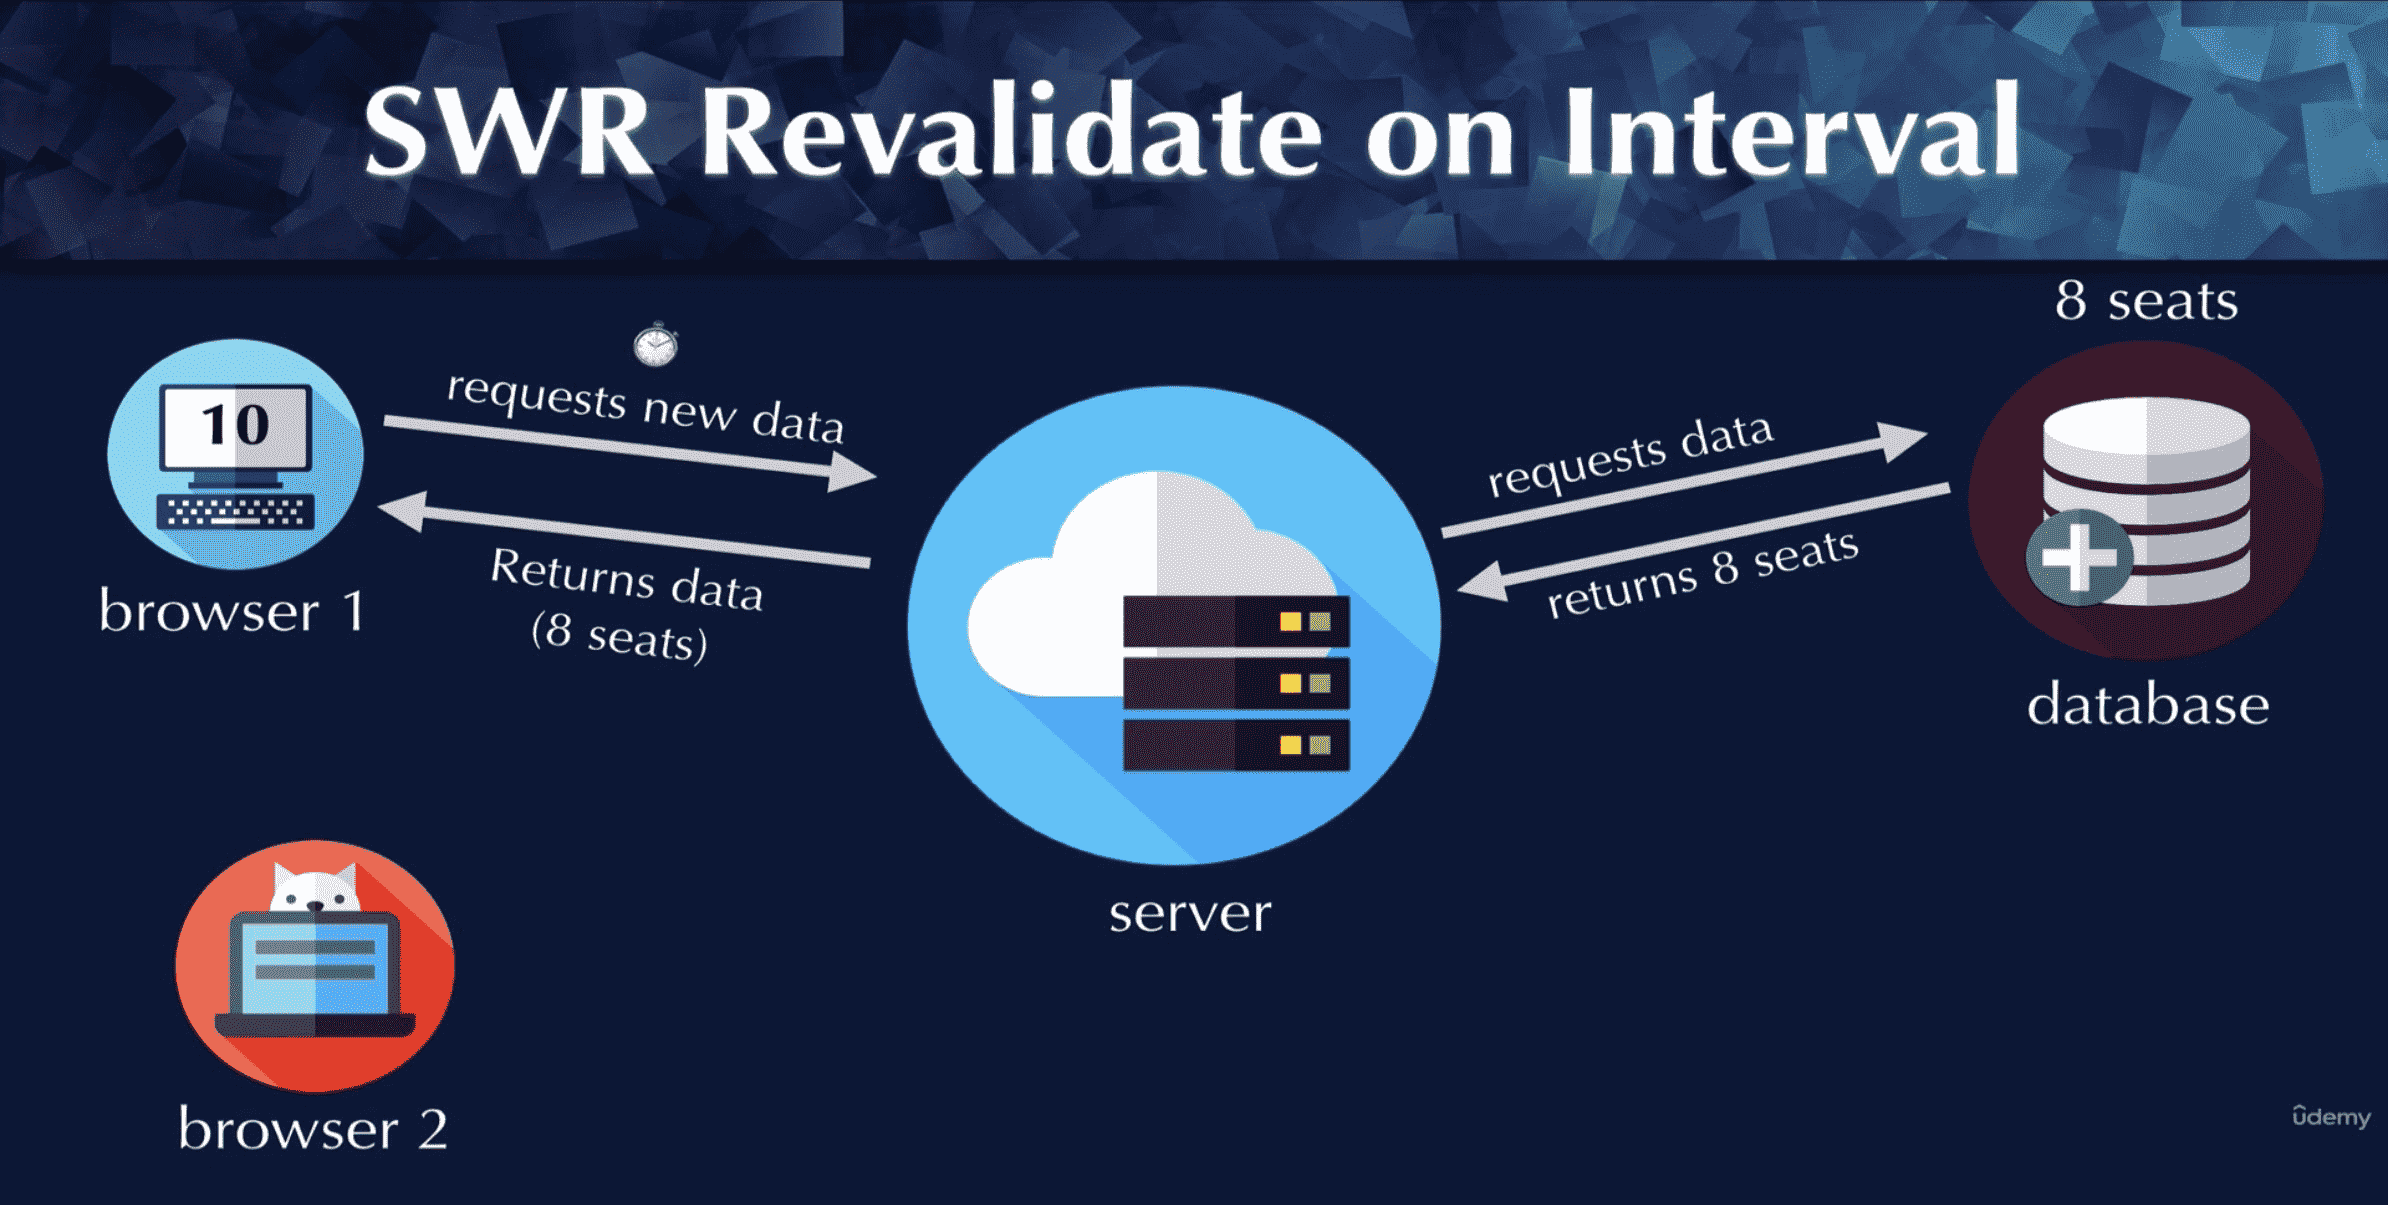 SWR Revalidate on Interval
8 seats
10
requests new data
requests data
Returns data
(8 seats)
returns 8 seats
browser 1
database
server
browser 2
ûdemy